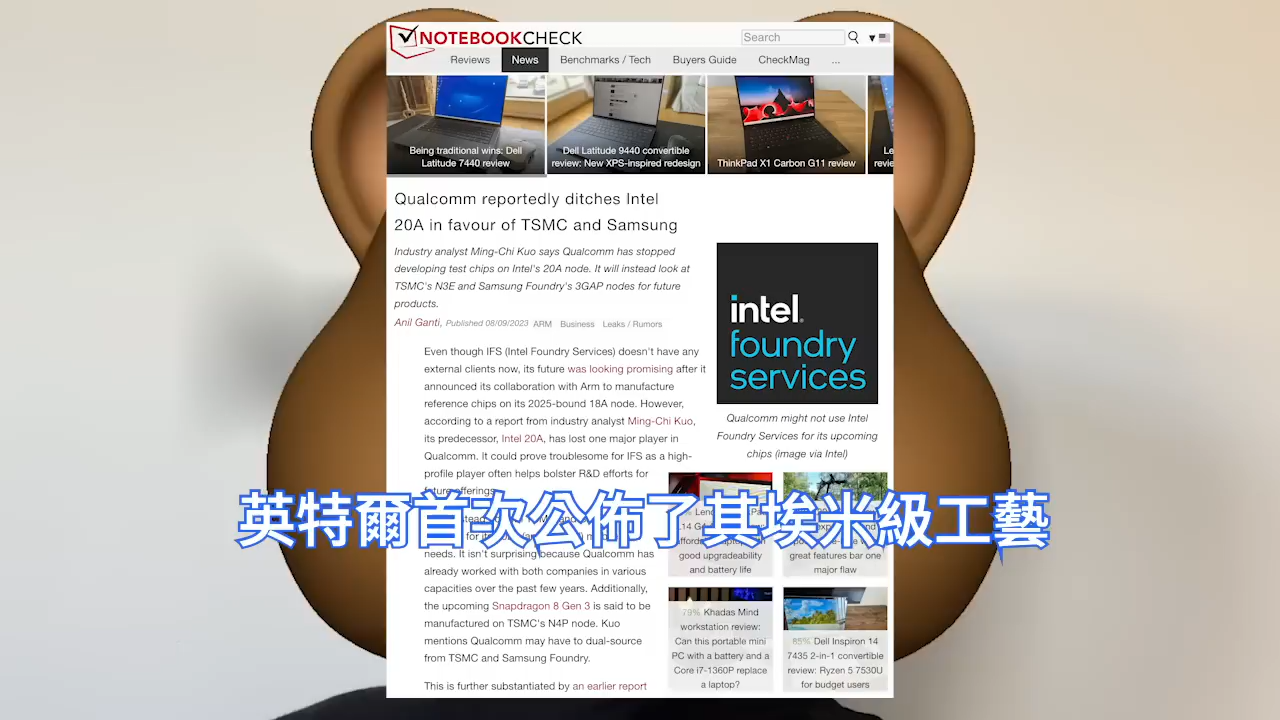 NOTEBOOKCHECK
Search
Reviews News Benchmarks / Tech Buyers Guide CheckMag ...
Being traditional wins: Dell
Latitude 7440 review
Dell Latitude 9440 convertible
review: New XPS-inspired redesign
ThinkPad X1 Carbon G11 review
Qualcomm reportedly ditches Intel
20A in favour of TSMC and Samsung
Industry analyst Ming-Chi Kuo says Qualcomm has stopped
developing test chips on Intel's 20A node. It will instead look at
TSMC's N3E and Samsung Foundry's 3GAP nodes for future
products.
Anil Ganti, Published 08/09/2023 ARM Business Leaks / Rumors
intel.
foundry
services
Qualcomm might not use Intel
Foundry Services for its upcoming
chips (image via Intel)
Even though IFS (Intel Foundry Services) doesn't have any
external clients now, its future was looking promising after it
announced its collaboration with Arm to manufacture
reference chips on its 2025-bound 18A node. However,
according to a report from industry analyst Ming-Chi Kuo,
its predecessor, Intel 20A, has lost one major player in
Qualcomm. It could prove troublesome for IFS as a high-
profile player often helps bolster R&D efforts for
future offerings.
英特爾首次公佈了其埃米級工藝
needs. It isn't surprising because Qualcomm has
already worked with both companies in various
capacities over the past few years. Additionally,
the upcoming Snapdragon 8 Gen 3 is said to be
manufactured on TSMC's N4P node. Kuo
mentions Qualcomm may have to dual-source
from TSMC and Samsung Foundry.
This is further substantiated by an earlier report
good upgradeability
and battery life
great features bar one
major flaw
79% Khadas Mind
workstation review:
Can this portable mini
PC with a battery and a
Core i7-1360P replace
a laptop?
85% Dell Inspiron 14
7435 2-in-1 convertible
review: Ryzen 5 7530U
for budget users